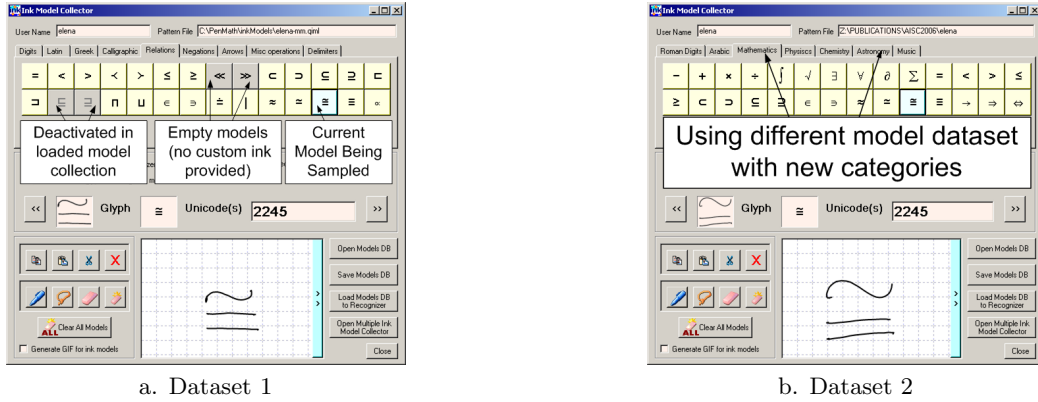 Ink Model Collector
User Name elena Pattern File C:\PenMath\inkModels\elena-mm.qiml
Digits Latin Greek Calligraphic Relations Negations Arrows Misc operations Delimiters
= < > ≺ ≻ ≤ ≥ ≪ ≫ ⊂ ⊃ ⊆ ⊇ ⊏
⊐ ⊑ ⊒ ⊓ ⊔ ∈ ∋ ≐ | ≈ ≃ ≅ ≡ ∝
Deactivated in
loaded model
collection
Empty models
(no custom ink
provided)
Current
Model Being
Sampled
<< Glyph ≅ Unicode(s) 2245 >>
Open Models DB
Save Models DB
Load Models DB
to Recognizer
Open Multiple Ink
Model Collector
ALL Clear All Models
Generate GIF for ink models
Close
a. Dataset 1
Ink Model Collector
User Name elena Pattern File Z:\PUBLICATIONS\AISC2006\elena
Roman Digits Arabic Mathematics Physiscs Chemistry Astronomy Music
− + × ÷ ∫ √ ∃ ∀ ∂ ∑ = < > ≤
≥ ⊂ ⊃ ⊆ ⊇ ∈ ∋ ≈ ≃ ≅ ≡ → ⇒ ⇔
Using different model dataset
with new categories
<< Glyph ≅ Unicode(s) 2245 >>
Open Models DB
Save Models DB
Load Models DB
to Recognizer
Open Multiple Ink
Model Collector
ALL Clear All Models
Generate GIF for ink models
Close
b. Dataset 2